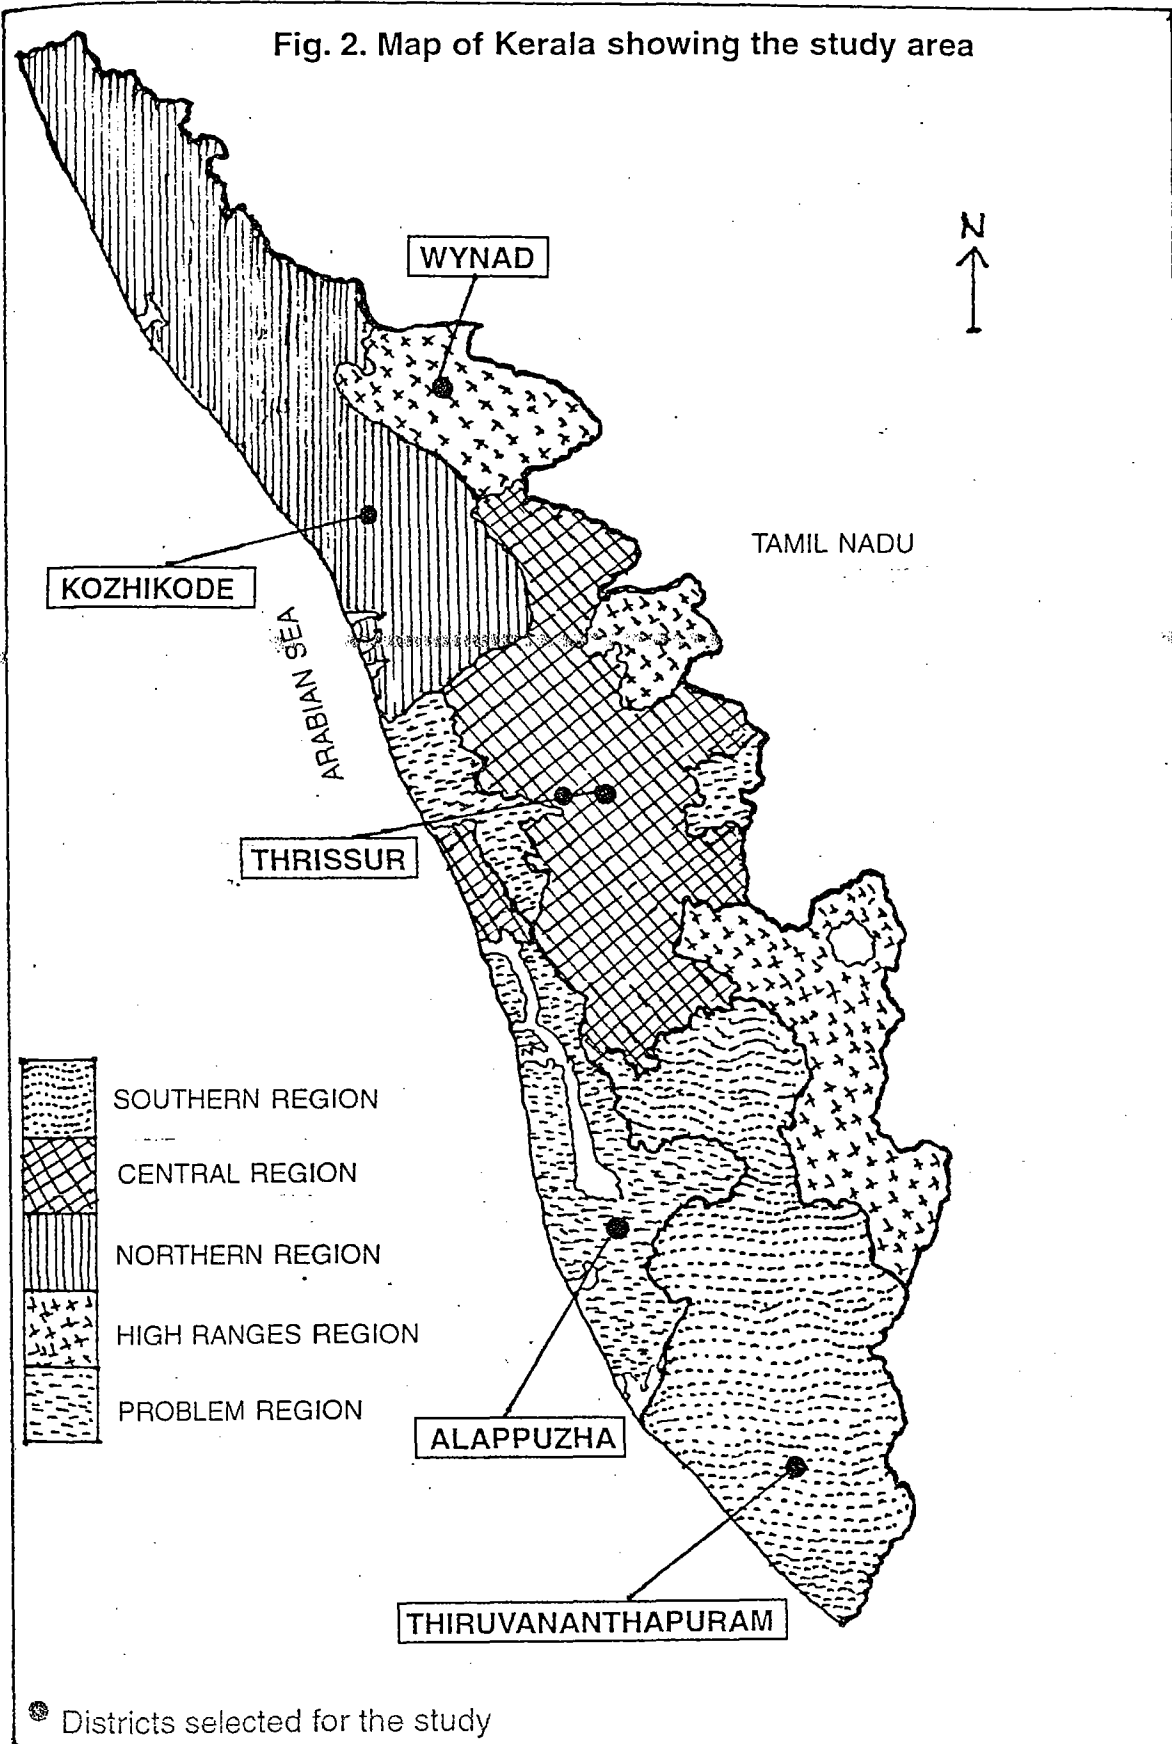 Fig. 2. Map of Kerala showing the study area
N
WYNAD
TAMIL NADU
KOZHIKODE
ARABIAN SEA
THRISSUR
SOUTHERN REGION
CENTRAL REGION
NORTHERN REGION
HIGH RANGES REGION
PROBLEM REGION
ALAPPUZHA
THIRUVANANTHAPURAM
Districts selected for the study